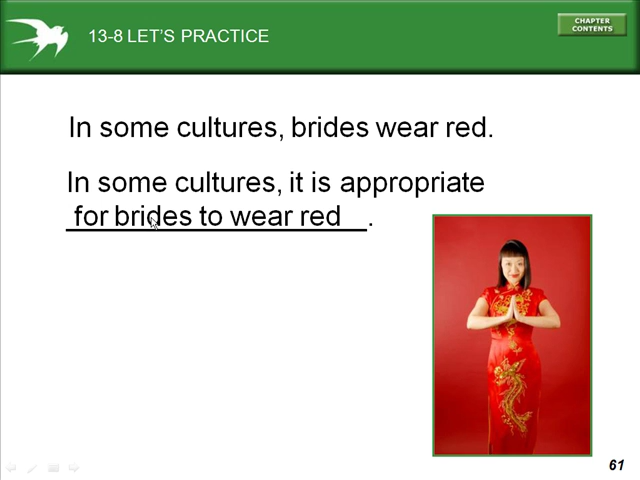 13-8 LET'S PRACTICE
CHAPTER
CONTENTS
In some cultures, brides wear red.
In some cultures, it is appropriate
for brides to wear red.
61